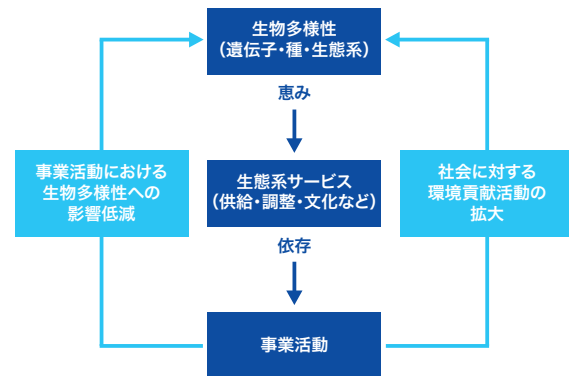 生物多様性
（遺伝子・種・生態系）
恵み
事業活動における
生物多様性への
影響低減
生態系サービス
（供給・調整・文化など）
社会に対する
環境貢献活動の
拡大
依存
事業活動